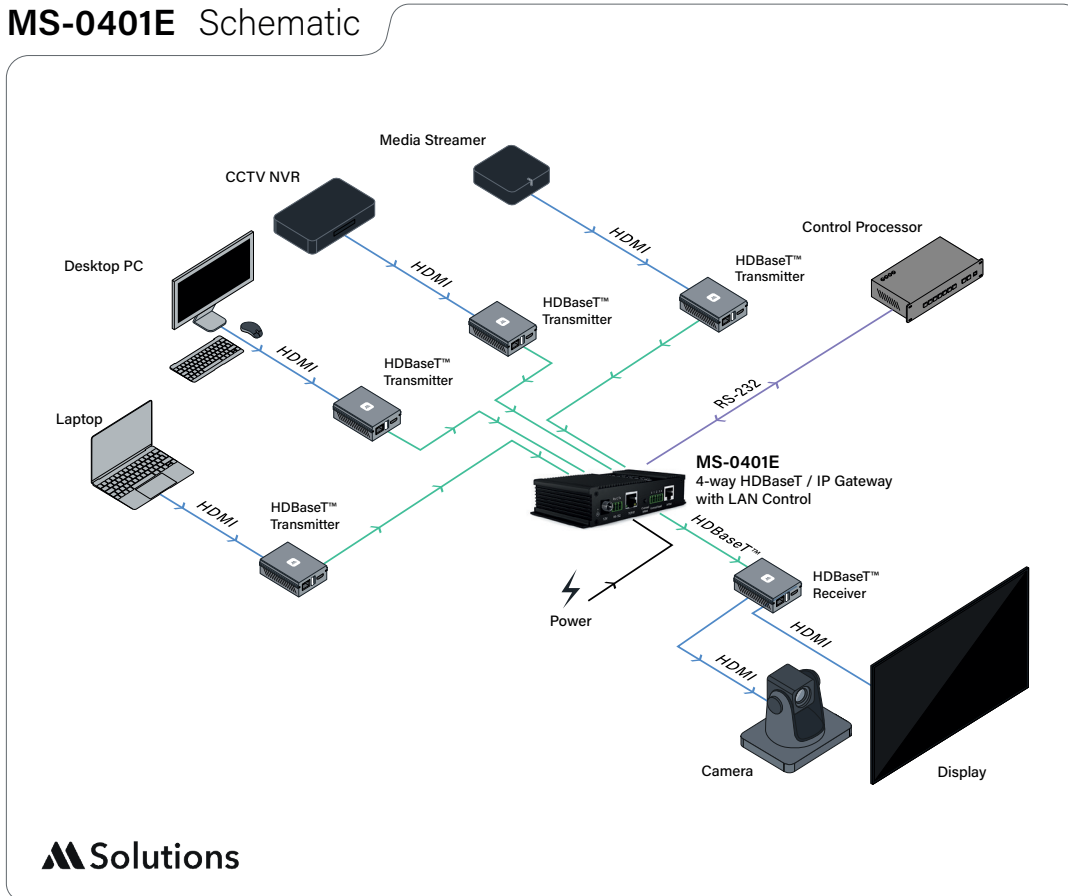 MS-0401E Schematic
Media Streamer
CCTV NVR
Control Processor
Desktop PC
HDMI
HDBaseT™
Transmitter
HDMI
HDBaseT™
Transmitter
HDMI
HDBaseT™
Transmitter
RS-232
Laptop
MS-0401E
4-way HDBaseT / IP Gateway
with LAN Control
HDMI
HDBaseT™
Transmitter
HDBaseT™
HDBaseT™
Receiver
Power
HDMI
HDMI
Camera
Display
Solutions